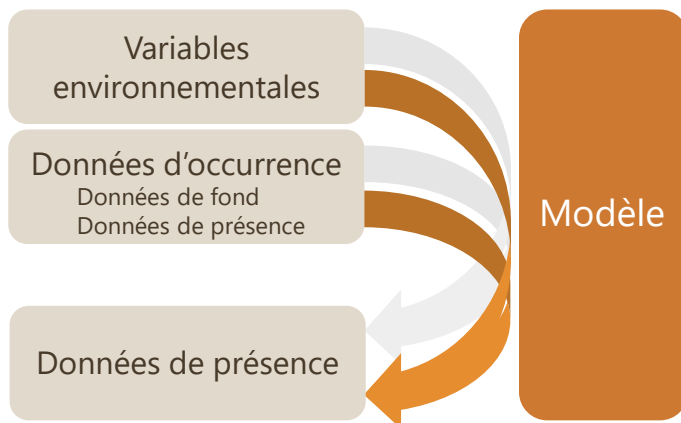 Variables
environnementales
Données d'occurrence
Données de fond
Données de présence
Modèle
Données de présence